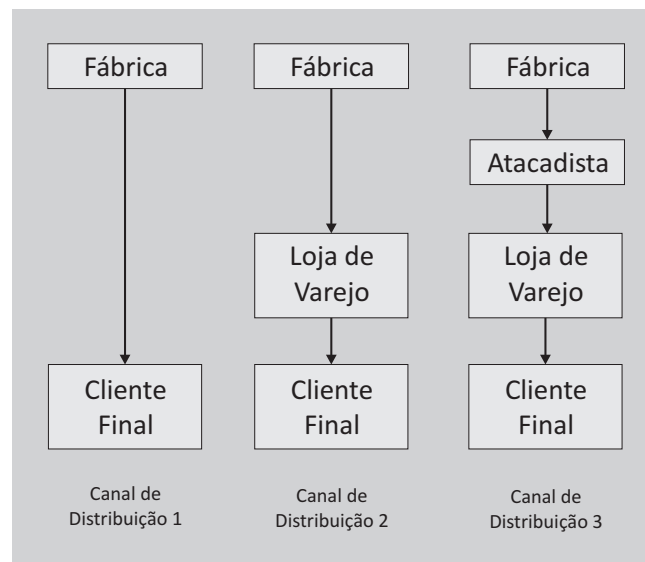 Fábrica
Cliente
Final
Canal de
Distribuição 1
Fábrica
Loja de
Varejo
Cliente
Final
Canal de
Distribuição 2
Fábrica
Atacadista
Loja de
Varejo
Cliente
Final
Canal de
Distribuição 3